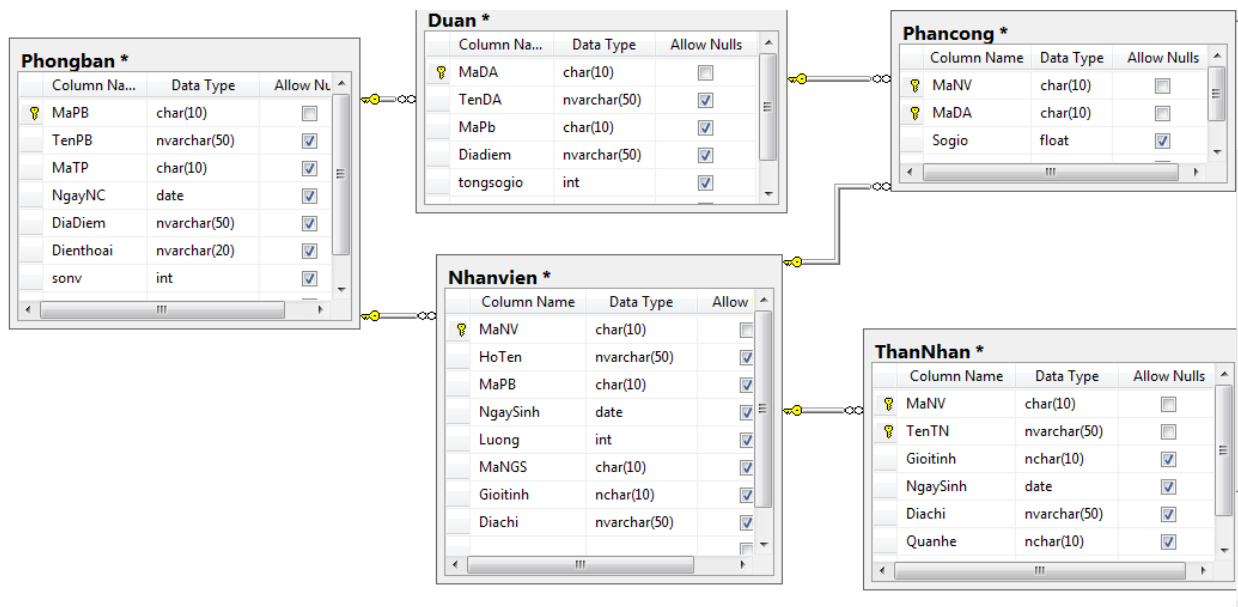 Phongban *
Column Na... Data Type Allow Nu
MaPB char(10)
TenPB nvarchar(50)
MaTP char(10)
NgayNC date
DiaDiem nvarchar(50)
Dienthoai nvarchar(20)
sonv int
Duan *
Column Na... Data Type Allow Nulls
MaDA char(10)
TenDA nvarchar(50)
MaPb char(10)
Diadiem nvarchar(50)
tongsogio int
Phancong *
Column Name Data Type Allow Nulls
MaNV char(10)
MaDA char(10)
Sogio float
Nhanvien *
Column Name Data Type Allow
MaNV char(10)
HoTen nvarchar(50)
MaPB char(10)
NgaySinh date
Luong int
MaNGS char(10)
Gioitinh nchar(10)
Diachi nvarchar(50)
ThanNhan *
Column Name Data Type Allow Nulls
MaNV char(10)
TenTN nvarchar(50)
Gioitinh nchar(10)
NgaySinh date
Diachi nvarchar(50)
Quanhe nchar(10)